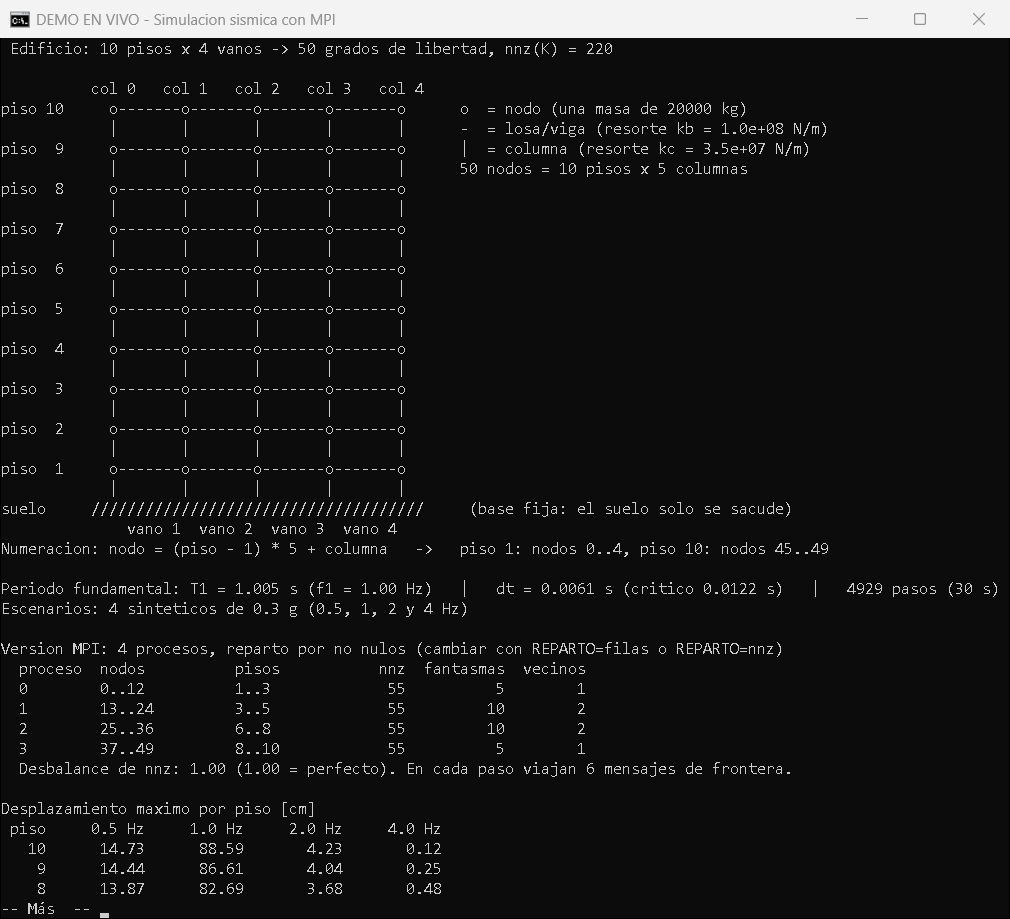 DEMO EN VIVO - Simulacion sismica con MPI
Edificio: 10 pisos x 4 vanos -> 50 grados de libertad, nnz(K) = 220
col 0   col 1   col 2   col 3   col 4
piso 10     o-------o-------o-------o-------o      o  = nodo (una masa de 20000 kg)
            |       |       |       |       |      -  = losa/viga (resorte kb = 1.0e+08 N/m)
piso  9     o-------o-------o-------o-------o      |  = columna (resorte kc = 3.5e+07 N/m)
            |       |       |       |       |      50 nodos = 10 pisos x 5 columnas
piso  8     o-------o-------o-------o-------o
            |       |       |       |       |
piso  7     o-------o-------o-------o-------o
            |       |       |       |       |
piso  6     o-------o-------o-------o-------o
            |       |       |       |       |
piso  5     o-------o-------o-------o-------o
            |       |       |       |       |
piso  4     o-------o-------o-------o-------o
            |       |       |       |       |
piso  3     o-------o-------o-------o-------o
            |       |       |       |       |
piso  2     o-------o-------o-------o-------o
            |       |       |       |       |
piso  1     o-------o-------o-------o-------o
            |       |       |       |       |
suelo     /////////////////////////////////////     (base fija: el suelo solo se sacude)
vano 1  vano 2  vano 3  vano 4
Numeracion: nodo = (piso - 1) * 5 + columna   ->   piso 1: nodos 0..4, piso 10: nodos 45..49
Periodo fundamental: T1 = 1.005 s (f1 = 1.00 Hz)   |   dt = 0.0061 s (critico 0.0122 s)   |   4929 pasos (30 s)
Escenarios: 4 sinteticos de 0.3 g (0.5, 1, 2 y 4 Hz)
Version MPI: 4 procesos, reparto por no nulos (cambiar con REPARTO=filas o REPARTO=nnz)
proceso  nodos          pisos           nnz  fantasmas  vecinos
0        0..12          1..3             55          5        1
1        13..24         3..5             55         10        2
2        25..36         6..8             55         10        2
3        37..49         8..10            55          5        1
Desbalance de nnz: 1.00 (1.00 = perfecto). En cada paso viajan 6 mensajes de frontera.
Desplazamiento maximo por piso [cm]
piso     0.5 Hz     1.0 Hz     2.0 Hz     4.0 Hz
10      14.73      88.59       4.23       0.12
9      14.44      86.61       4.04       0.25
8      13.87      82.69       3.68       0.48
-- Más  --